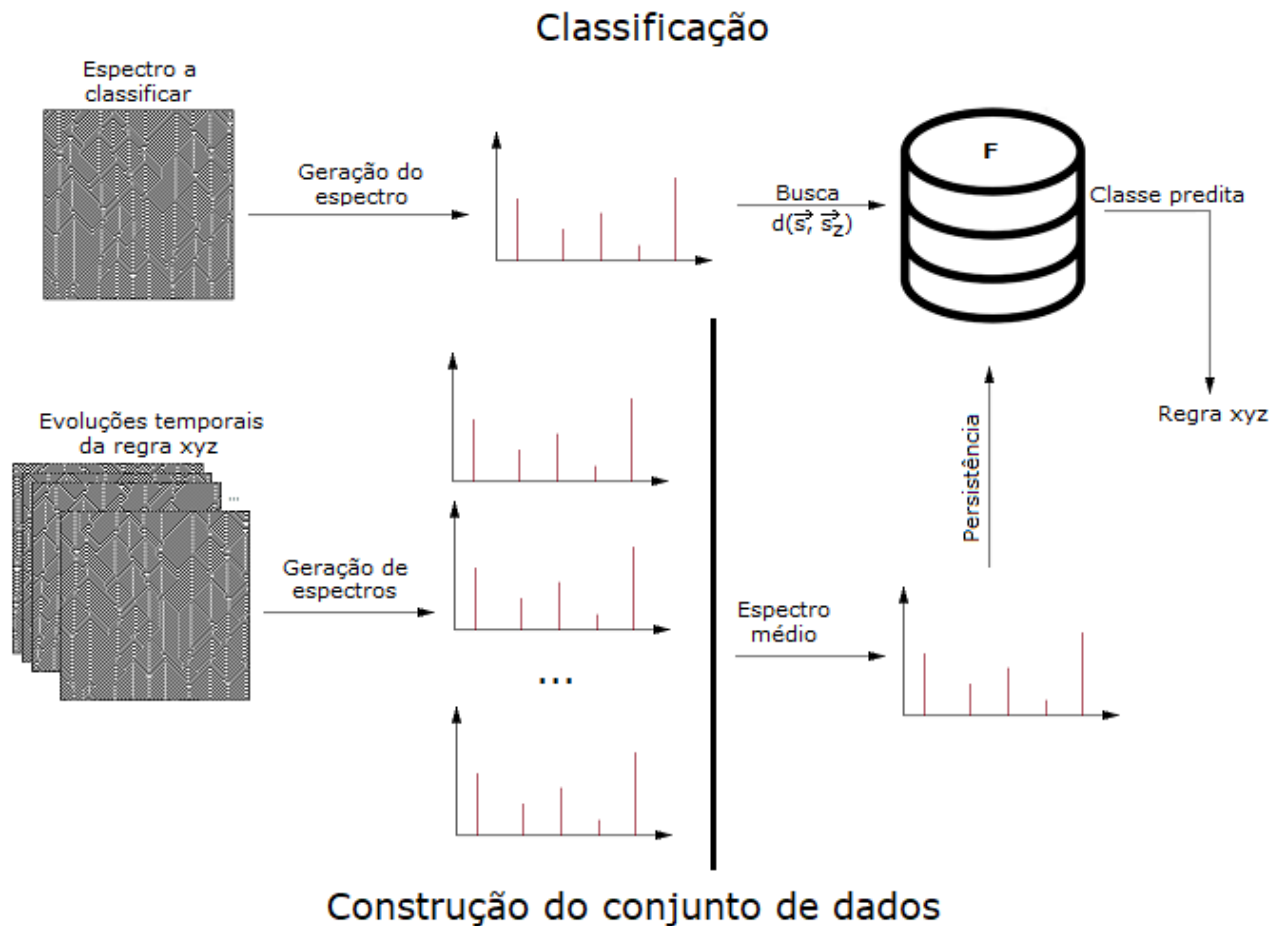 Classificação
Espectro a
classificar
Geração do
espectro
Busca
d(s⃗, s⃗z)
F
Classe predita
Regra xyz
Evoluções temporais
da regra xyz
...
Geração de
espectros
...
Espectro
médio
Persistência
Construção do conjunto de dados